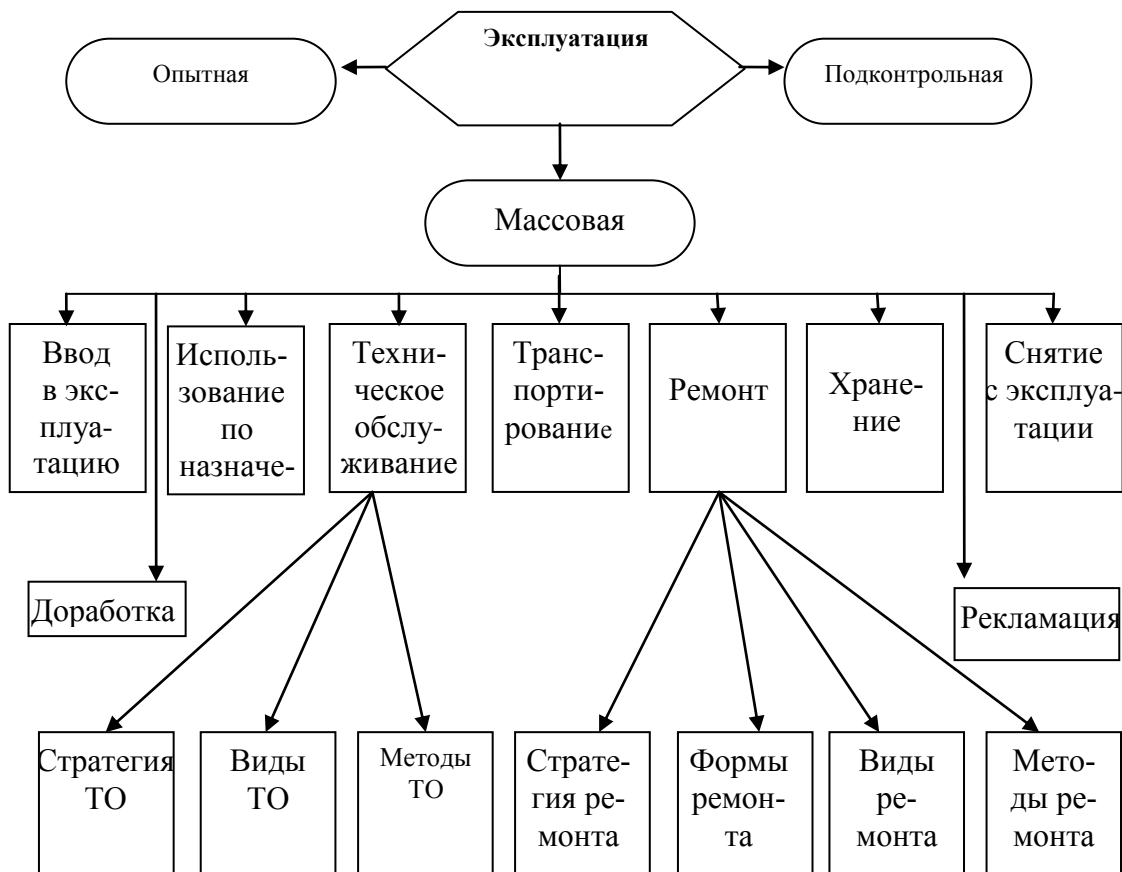 Эксплуатация
Опытная
Подконтрольная
Массовая
Ввод
в экс-
плуа-
тацию
Исполь-
зование
по
назначе-
Техни-
ческое
обслу-
живание
Транс-
порти-
рование
Ремонт
Хране-
ние
Снятие
с эксплуа-
тации
Доработка
Рекламация
Стратегия
ТО
Виды
ТО
Методы
ТО
Страте-
гия ре-
монта
Формы
ремон-
та
Виды
ре-
монта
Мето-
ды ре-
монта